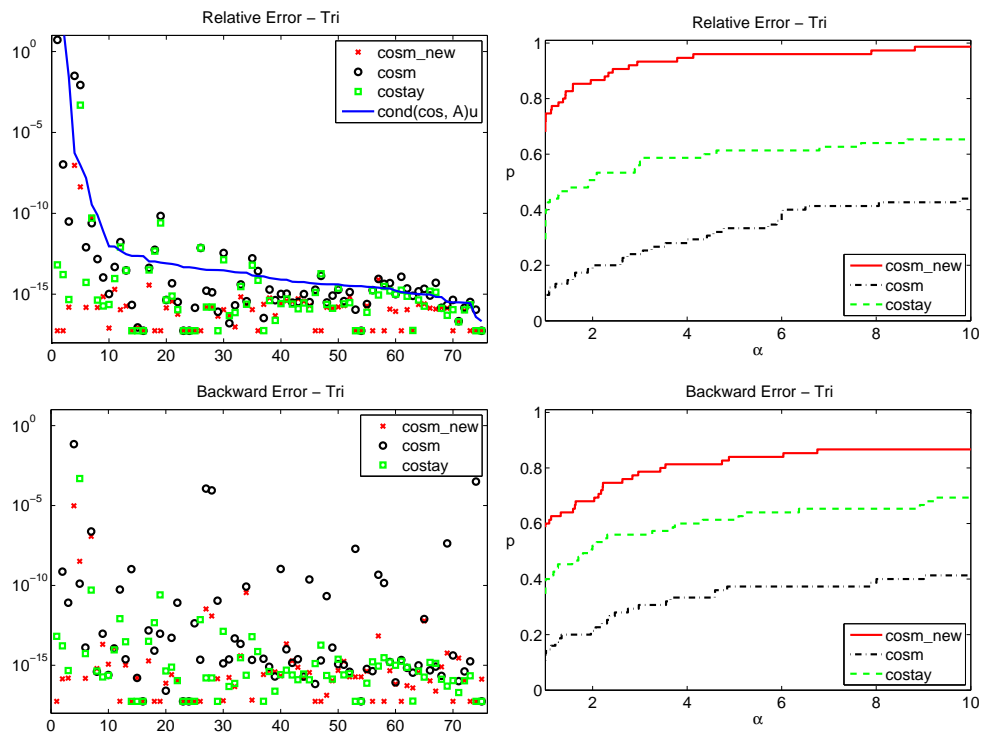 Relative Error − Tri
10^0
10^−5
10^−10
10^−15
0 10 20 30 40 50 60 70
cosm_new
cosm
costay
cond(cos, A)u
Relative Error − Tri
p
1
0.8
0.6
0.4
0.2
0
2 4 6 8 10
α
cosm_new
cosm
costay
Backward Error − Tri
10^0
10^−5
10^−10
10^−15
0 10 20 30 40 50 60 70
cosm_new
cosm
costay
Backward Error − Tri
p
1
0.8
0.6
0.4
0.2
0
2 4 6 8 10
α
cosm_new
cosm
costay